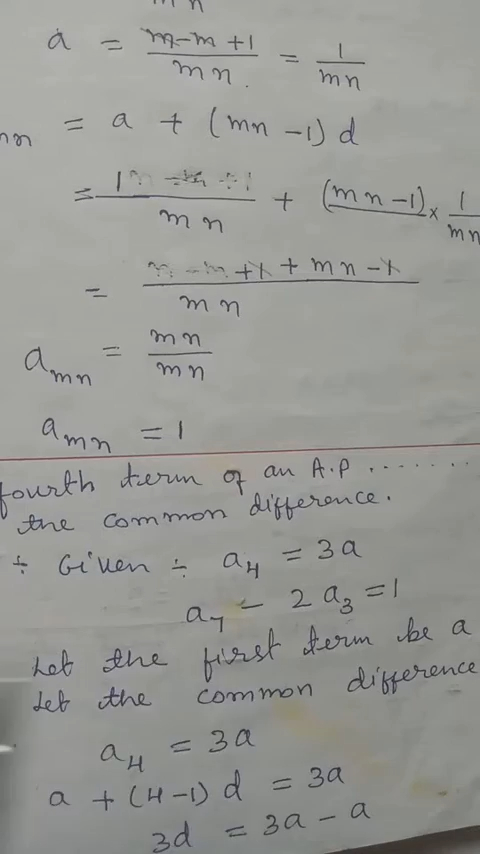 m n
a = m-m+1 / mn = 1 / mn
mn = a + (mn-1) d
= 1 / mn + (mn-1) × 1 / mn
= + 1 + mn - 1 / mn
a_mn = mn / mn
a_mn = 1
fourth term of an A.P .......
the common difference.
÷ Given ÷ a_4 = 3a
a_7 - 2 a_3 = 1
Let the first term be a
Let the common difference
a_4 = 3a
a + (4-1) d = 3a
3d = 3a - a